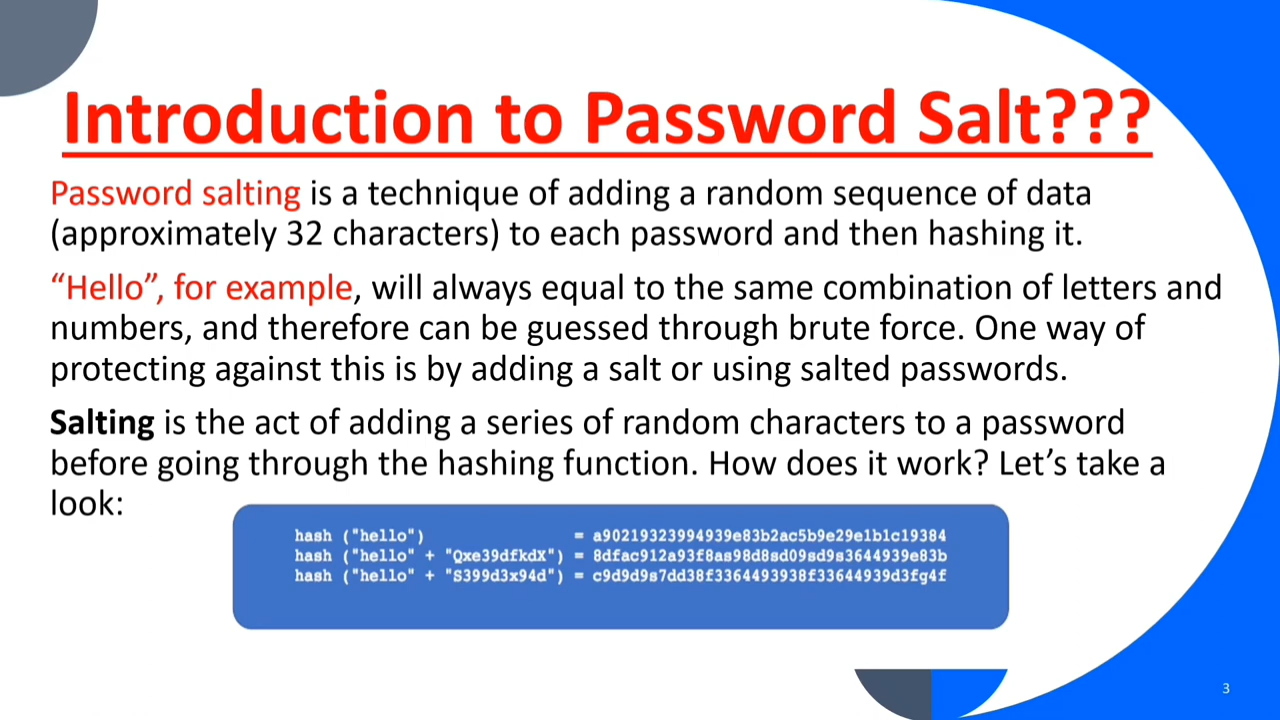 Introduction to Password Salt???
Password salting is a technique of adding a random sequence of data
(approximately 32 characters) to each password and then hashing it.
“Hello”, for example, will always equal to the same combination of letters and
numbers, and therefore can be guessed through brute force. One way of
protecting against this is by adding a salt or using salted passwords.
Salting is the act of adding a series of random characters to a password
before going through the hashing function. How does it work? Let’s take a
look:
hash ("hello") = a90219323994939e83b2ac5b9e29e1b1c19384
hash ("hello" + "Qxe39dfkdX") = 8dfac912a93f8as98d8sd09sd9s3644939e83b
hash ("hello" + "S399d3x94d") = c9d9d9s7dd38f3364493938f33644939d3fg4f
3